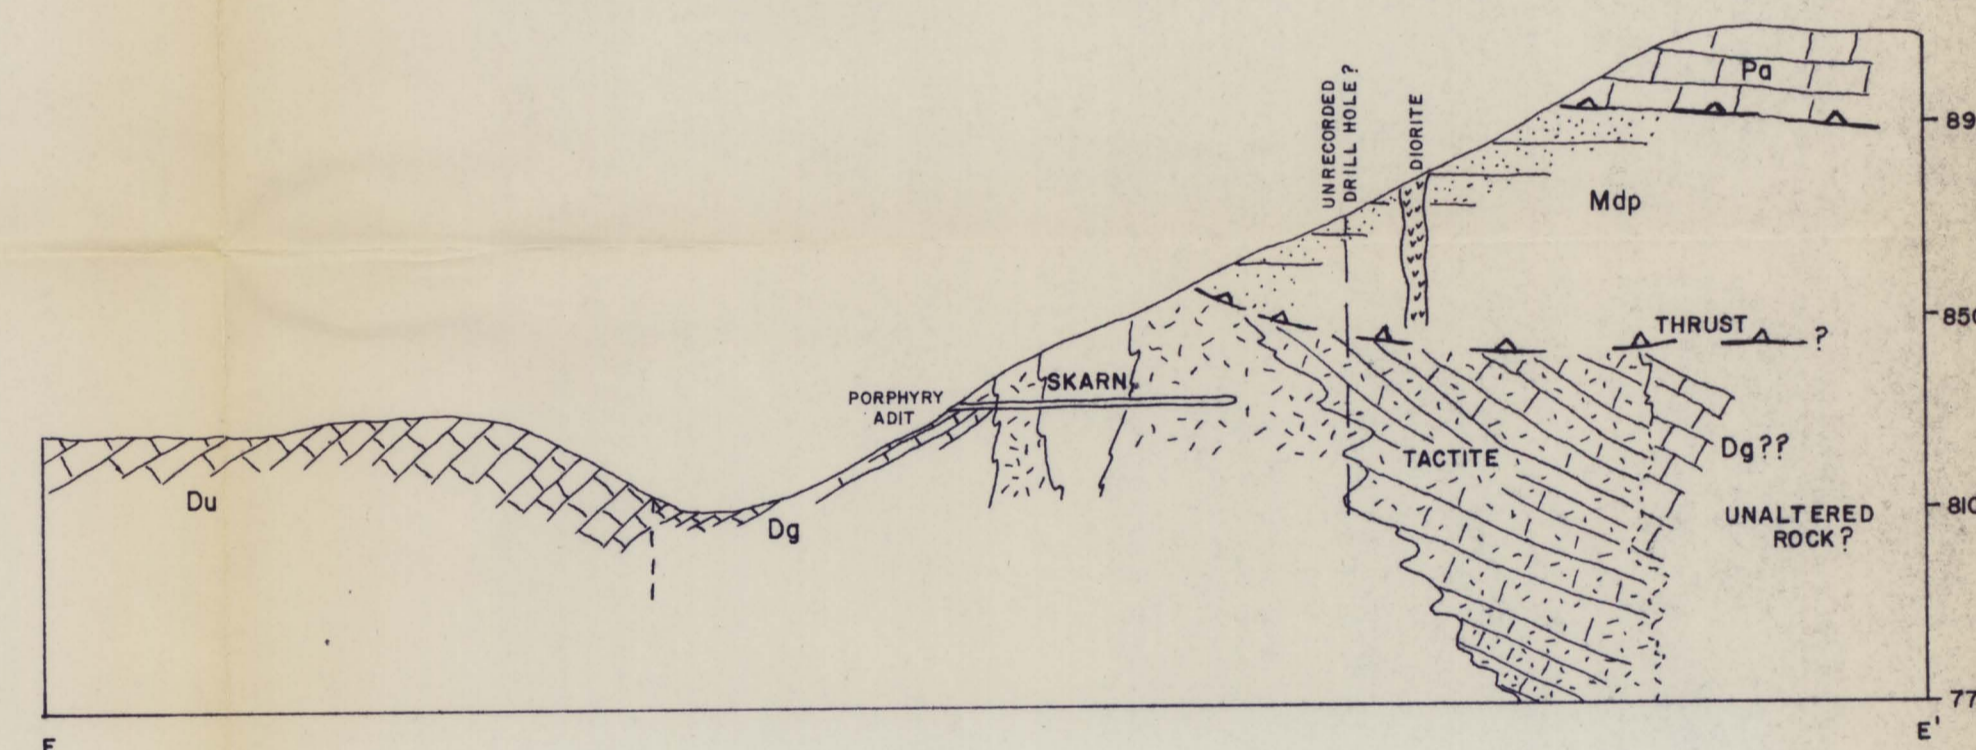 Pa
89
UNRECORDED
DRILL HOLE?
DIORITE
Mdp
850
THRUST
?
PORPHYRY
ADIT
SKARN
Dg??
TACTITE
Du
Dg
810
UNALTERED
ROCK?
77
E'